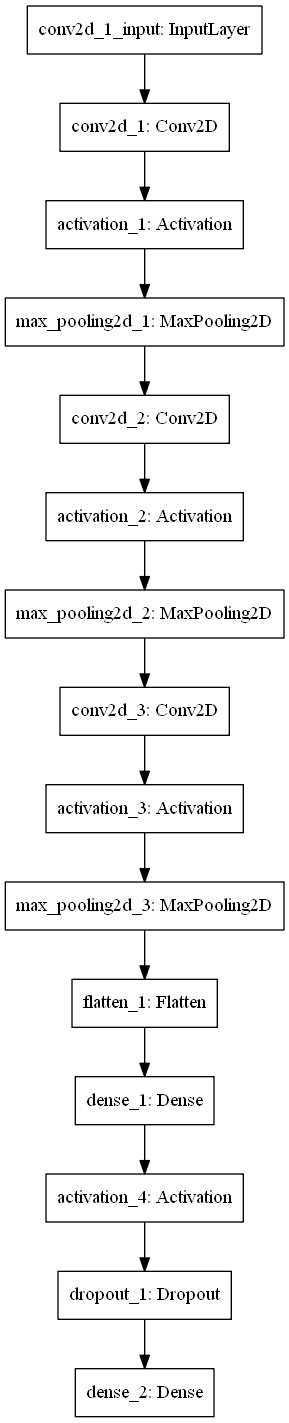 conv2d_1_input: InputLayer
conv2d_1: Conv2D
activation_1: Activation
max_pooling2d_1: MaxPooling2D
conv2d_2: Conv2D
activation_2: Activation
max_pooling2d_2: MaxPooling2D
conv2d_3: Conv2D
activation_3: Activation
max_pooling2d_3: MaxPooling2D
flatten_1: Flatten
dense_1: Dense
activation_4: Activation
dropout_1: Dropout
dense_2: Dense